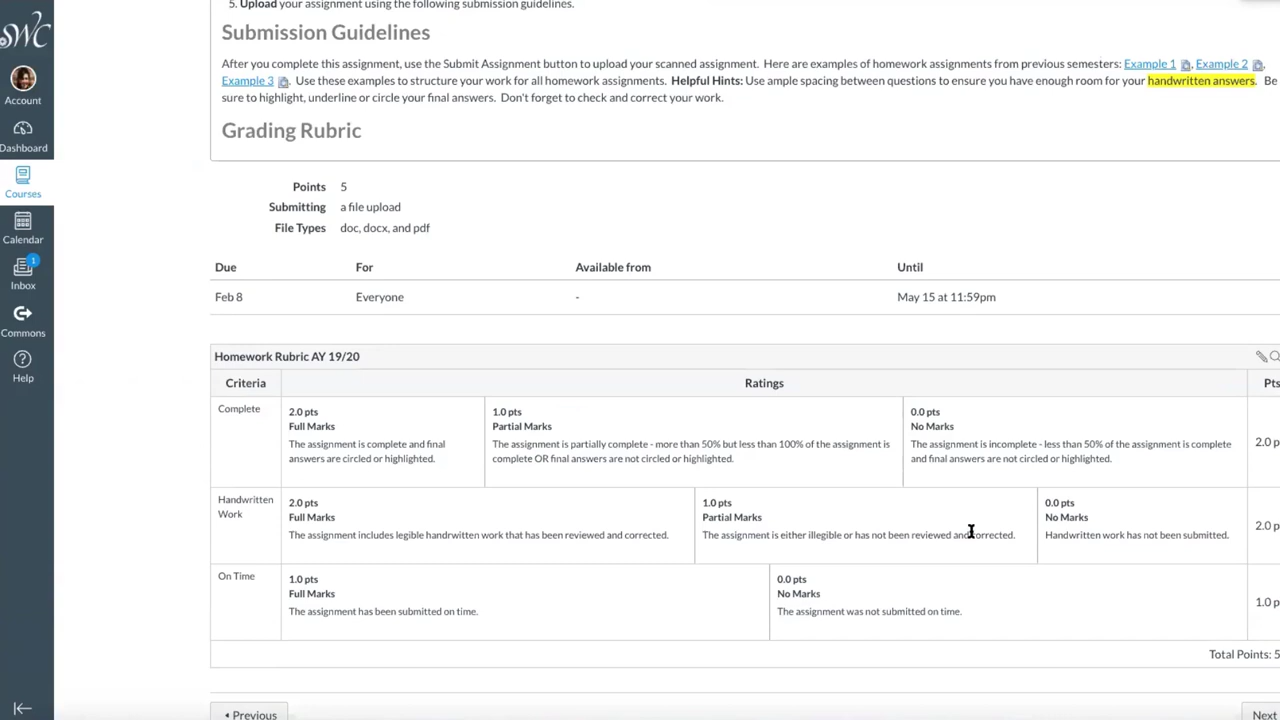 5. Upload your assignment using the following submission guidelines.
SWC
Submission Guidelines
After you complete this assignment, use the Submit Assignment button to upload your scanned assignment. Here are examples of homework assignments from previous semesters: Example 1 , Example 2 ,
Example 3 . Use these examples to structure your work for all homework assignments. Helpful Hints: Use ample spacing between questions to ensure you have enough room for your handwritten answers. Be
sure to highlight, underline or circle your final answers. Don't forget to check and correct your work.
Account
Grading Rubric
Dashboard
Points 5
Courses
Submitting a file upload
File Types doc, docx, and pdf
Calendar
1
Due For Available from Until
Inbox
Feb 8 Everyone - May 15 at 11:59pm
Commons
Homework Rubric AY 19/20
Help
Criteria Ratings Pts
Complete
2.0 pts
Full Marks
The assignment is complete and final
answers are circled or highlighted.
1.0 pts
Partial Marks
The assignment is partially complete - more than 50% but less than 100% of the assignment is
complete OR final answers are not circled or highlighted.
0.0 pts
No Marks
The assignment is incomplete - less than 50% of the assignment is complete
and final answers are not circled or highlighted.
2.0 p
Handwritten
Work
2.0 pts
Full Marks
The assignment includes legible handrwitten work that has been reviewed and corrected.
1.0 pts
Partial Marks
The assignment is either illegible or has not been reviewed and corrected.
0.0 pts
No Marks
Handwritten work has not been submitted.
2.0 p
On Time
1.0 pts
Full Marks
The assignment has been submitted on time.
0.0 pts
No Marks
The assignment was not submitted on time.
1.0 p
Total Points: 5
Previous
Next